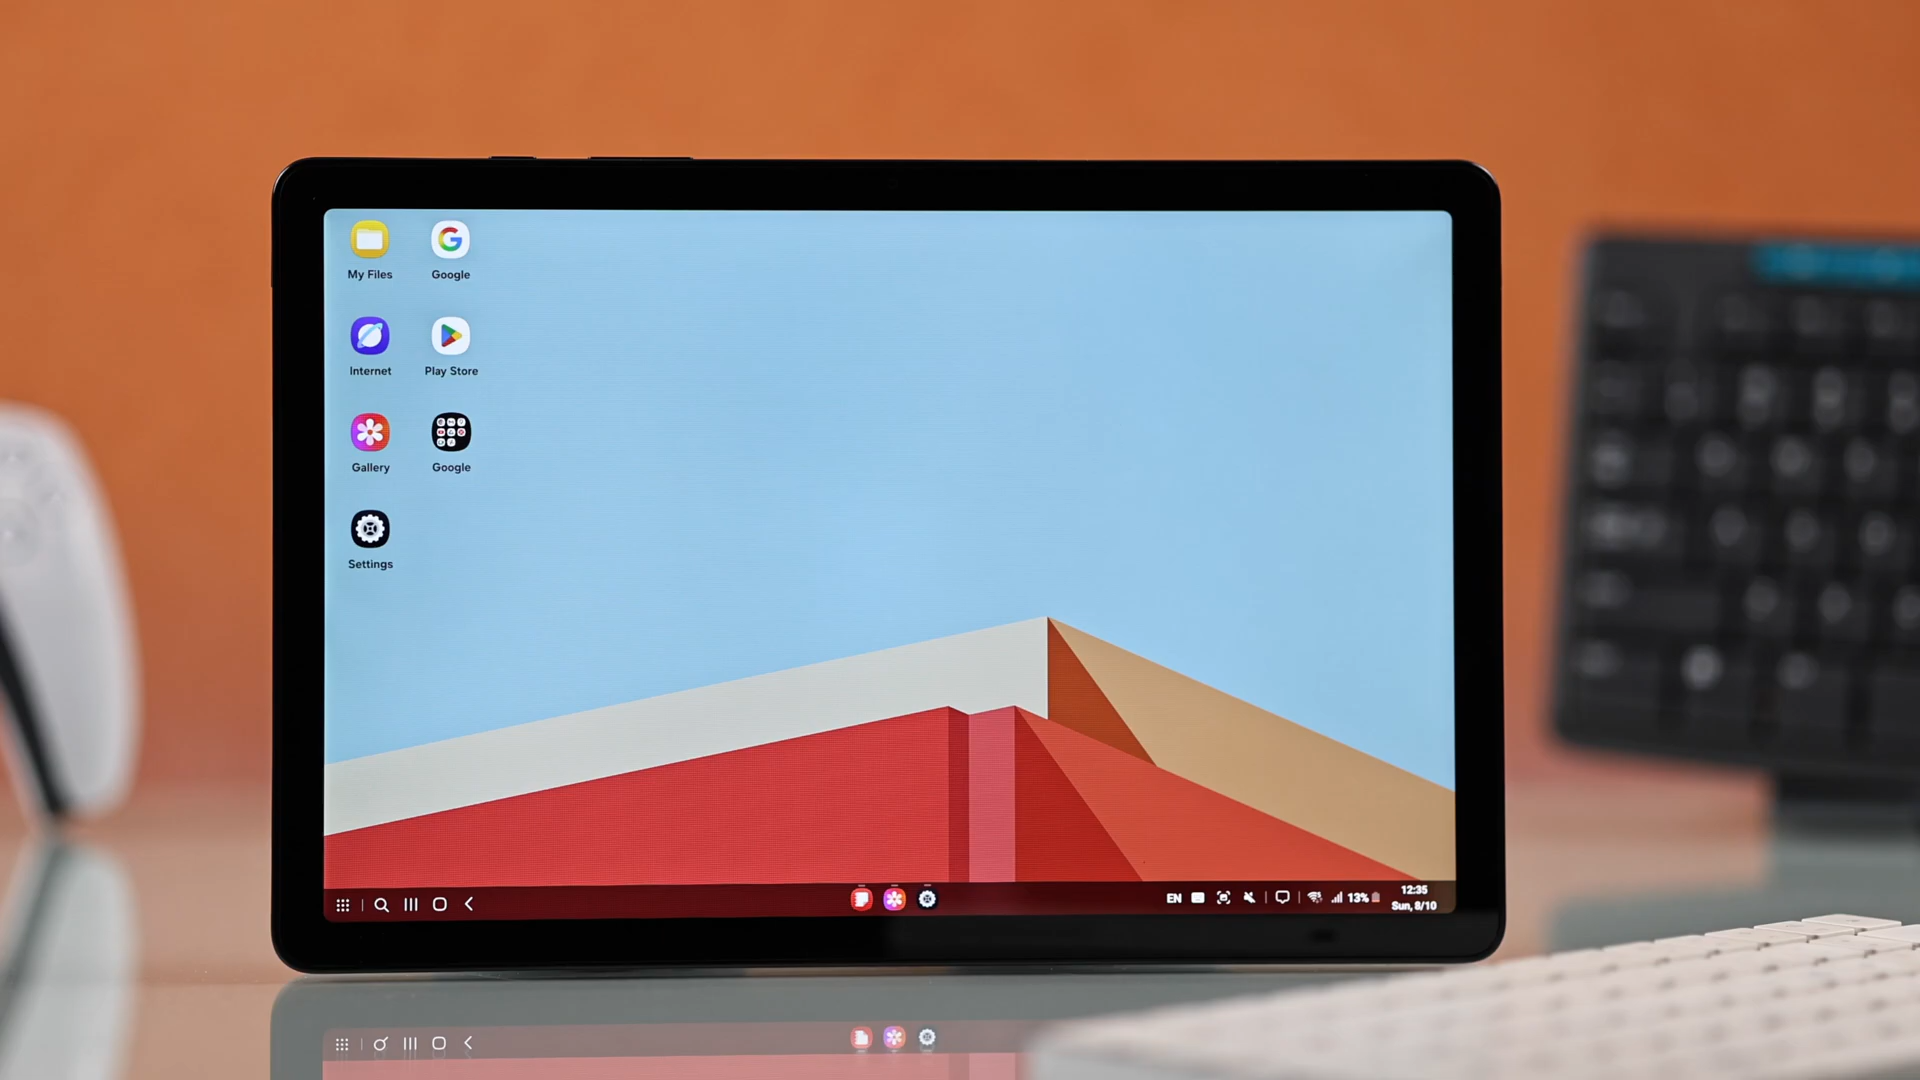 My Files
Google
Internet
Play Store
Gallery
Google
Settings
EN
13%
12:35
Sun, 8/10